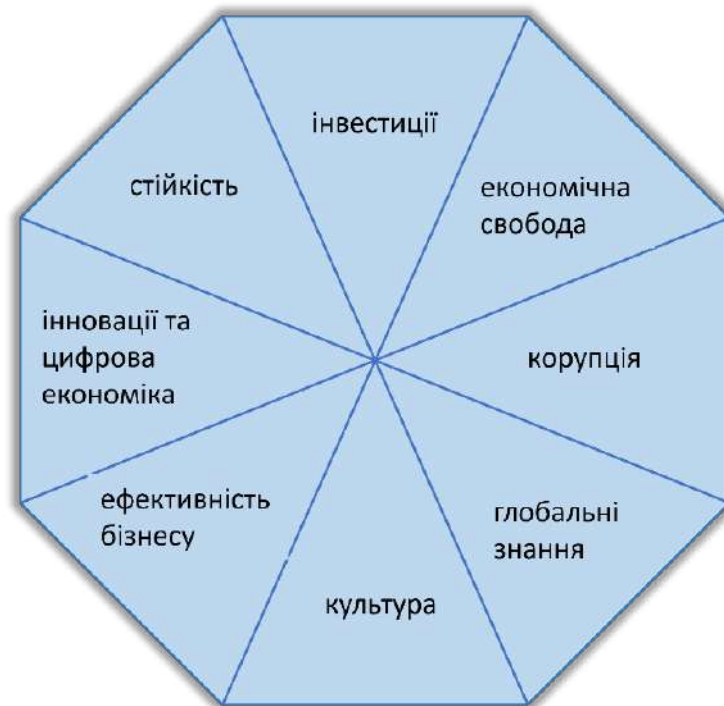 інвестиції
економічна
свобода
корупція
глобальні
знання
культура
ефективність
бізнесу
інновації та
цифрова
економіка
стійкість